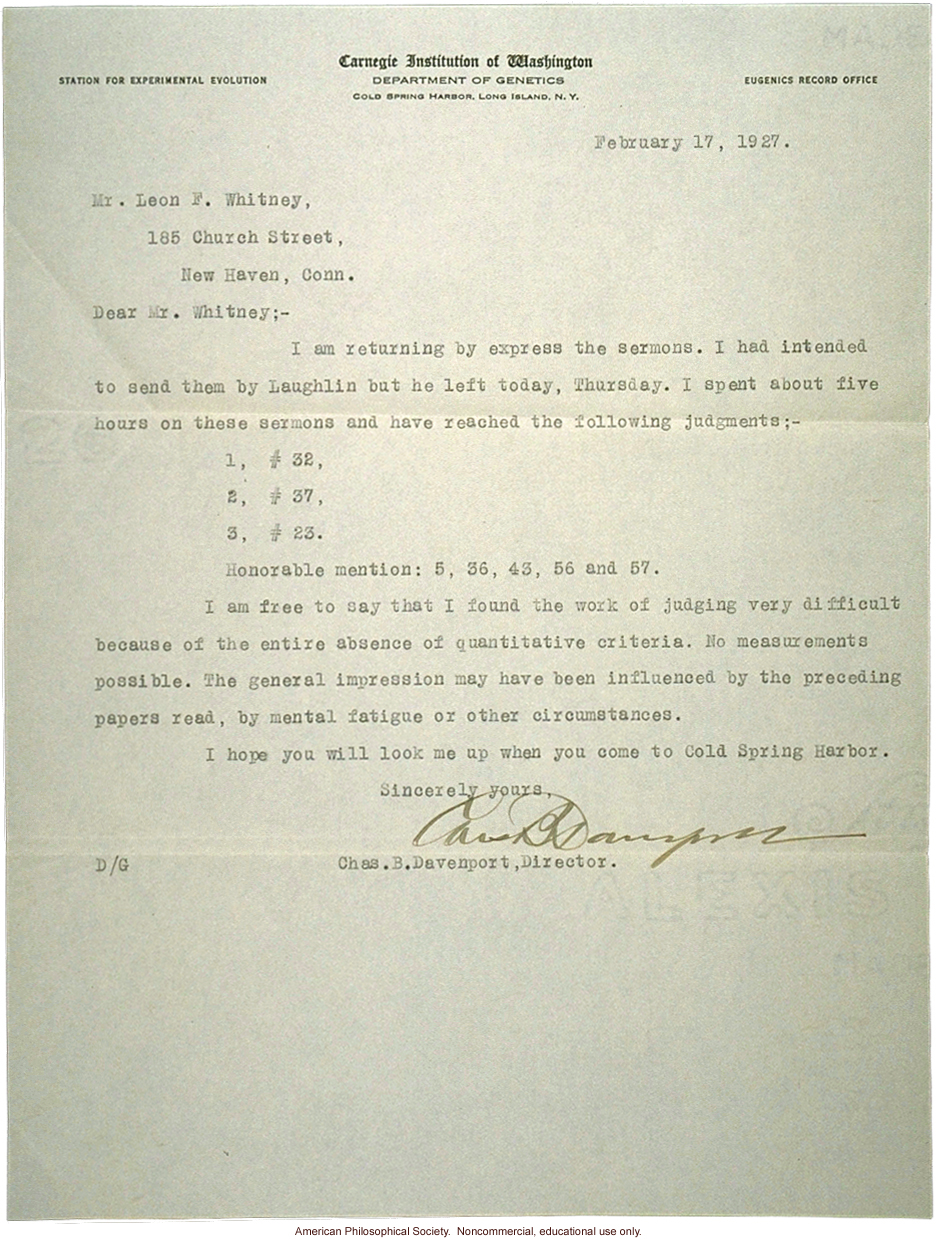 Carnegie Institution of Washington
STATION FOR EXPERIMENTAL EVOLUTION DEPARTMENT OF GENETICS EUGENICS RECORD OFFICE
COLD SPRING HARBOR, LONG ISLAND, N. Y.
February 17, 1927.
Mr. Leon F. Whitney,
185 Church Street,
New Haven, Conn.
Dear Mr. Whitney;-
I am returning by express the sermons. I had intended
to send them by Laughlin but he left today, Thursday. I spent about five
hours on these sermons and have reached the following judgments;-
1, # 32,
2, # 37,
3, # 23.
Honorable mention: 5, 36, 43, 56 and 57.
I am free to say that I found the work of judging very difficult
because of the entire absence of quantitative criteria. No measurements
possible. The general impression may have been influenced by the preceding
papers read, by mental fatigue or other circumstances.
I hope you will look me up when you come to Cold Spring Harbor.
Sincerely yours,
Chas B Davenport
D/G Chas.B.Davenport,Director.
American Philosophical Society. Noncommercial, educational use only.